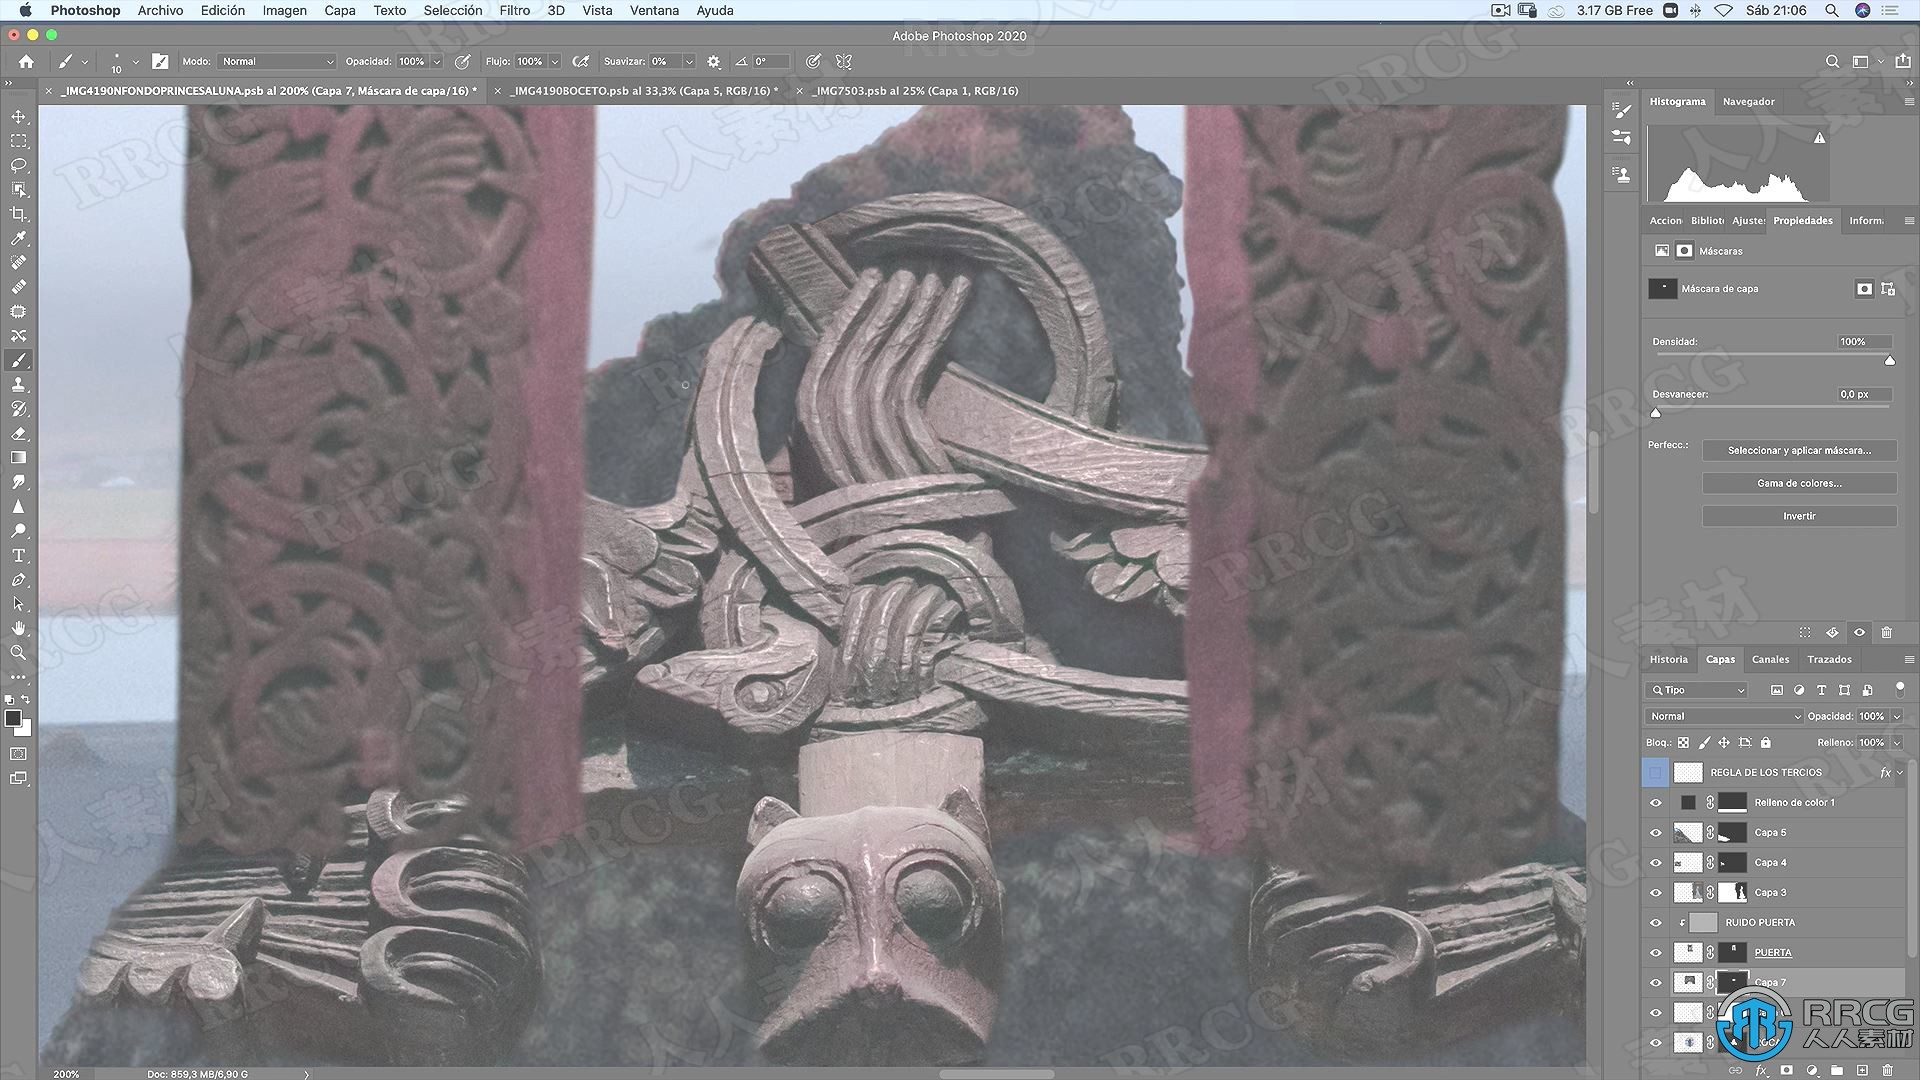 Photoshop Archivo Edición Imagen Capa Texto Selección Filtro 3D Vista Ventana Ayuda 3.17 GB Free Sáb 21:06
Adobe Photoshop 2020
10 Modo: Normal Opacidad: 100% Flujo: 100% Suavizar: 0% 0°
_IMG4190NFONDOPRINCESALUNA.psb al 200% (Capa 7, Máscara de capa/16) * _IMG4190BOCETO.psb al 33,3% (Capa 5, RGB/16) * _IMG7503.psb al 25% (Capa 1, RGB/16)
Histograma Navegador
Accion Bibliot Ajustes Propiedades Inform
Máscaras
Máscara de capa
Densidad: 100%
Desvanecer: 0,0 px
Perfecc.: Seleccionar y aplicar máscara...
Gama de colores...
Invertir
Historia Capas Canales Trazados
Tipo
Normal Opacidad: 100%
Bloq.: Relleno: 100%
REGLA DE LOS TERCIOS fx
Relleno de color 1
Capa 5
Capa 4
Capa 3
RUIDO PUERTA
PUERTA
Capa 7
RRCG
人人素材
200% Doc: 859,3 MB/6,90 G